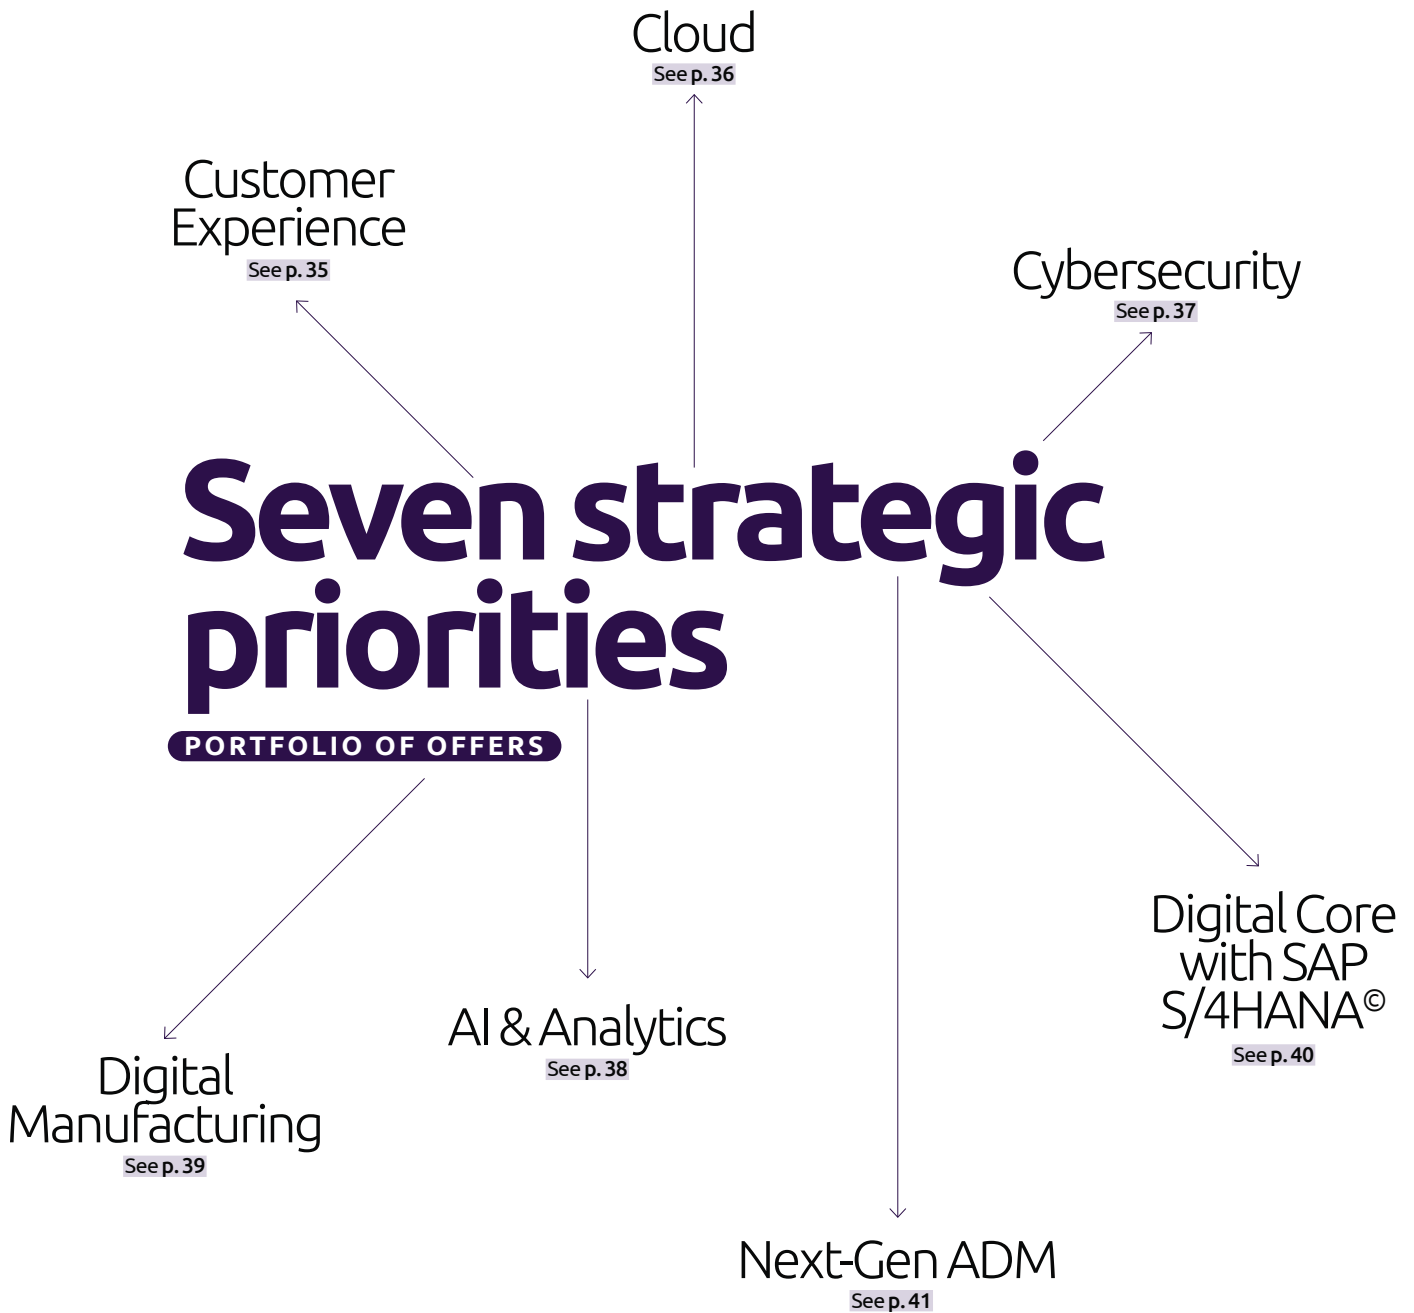 Cloud
See p. 36
Customer
Experience
See p. 35
Cybersecurity
See p. 37
Seven strategic
priorities
PORTFOLIO OF OFFERS
Digital Core
with SAP
S/4HANA©
See p. 40
AI & Analytics
See p. 38
Digital
Manufacturing
See p. 39
Next-Gen ADM
See p. 41